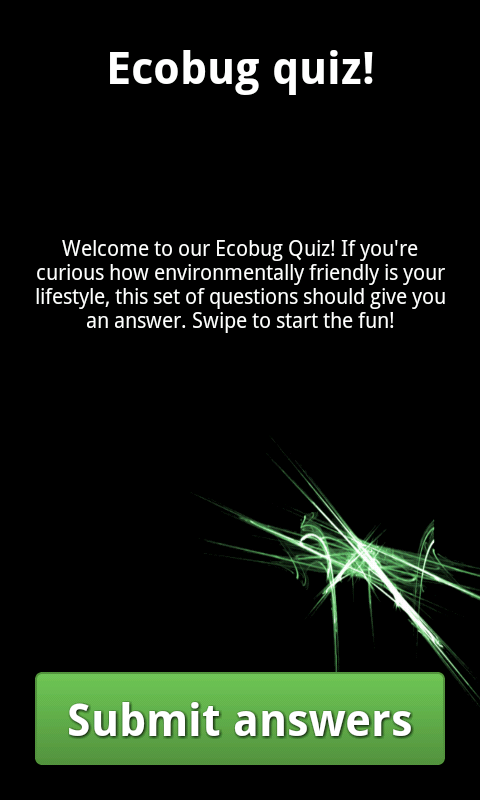 Ecobug quiz!
Welcome to our Ecobug Quiz! If you're
curious how environmentally friendly is your
lifestyle, this set of questions should give you
an answer. Swipe to start the fun!
Submit answers